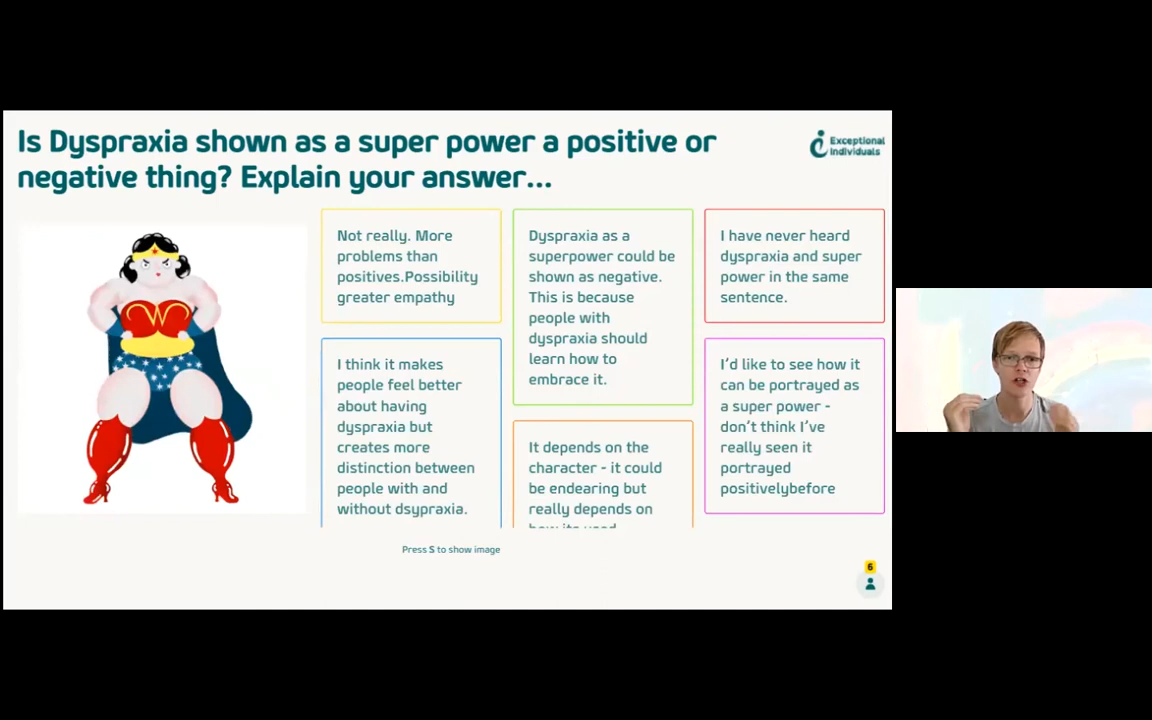 Is Dyspraxia shown as a super power a positive or
negative thing? Explain your answer...
Exceptional
Individuals
Not really. More
problems than
positives.Possibility
greater empathy
I think it makes
people feel better
about having
dyspraxia but
creates more
distinction between
people with and
without dsypraxia.
Dyspraxia as a
superpower could be
shown as negative.
This is because
people with
dyspraxia should
learn how to
embrace it.
It depends on the
character - it could
be endearing but
really depends on
how its used
I have never heard
dyspraxia and super
power in the same
sentence.
I'd like to see how it
can be portrayed as
a super power -
don't think I've
really seen it
portrayed
positivelybefore
Press S to show image
6